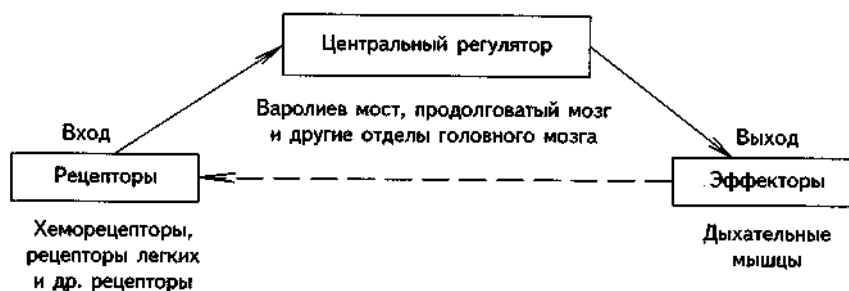 Центральный регулятор
Варолиев мост, продолговатый мозг
и другие отделы головного мозга
Вход
Выход
Рецепторы
Эффекторы
Хеморецепторы,
рецепторы легких
и др. рецепторы
Дыхательные
мышцы